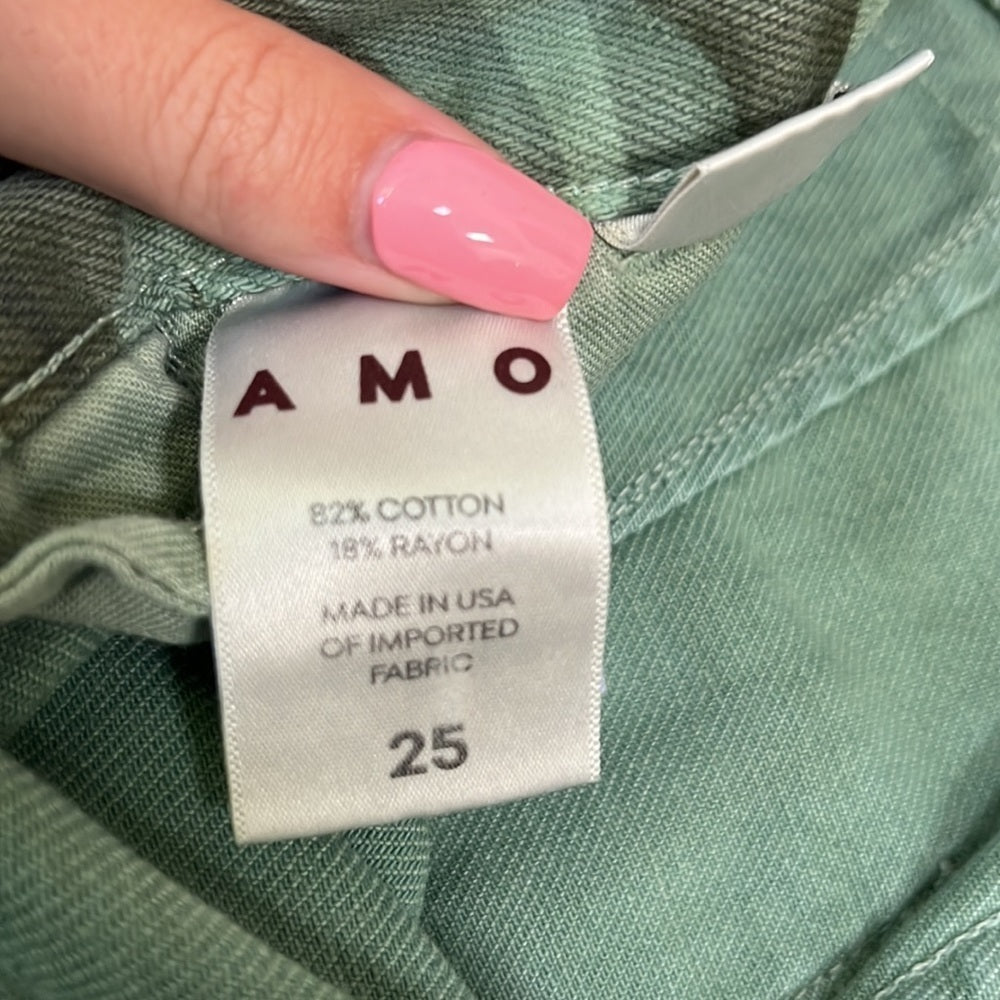 AMO
82% COTTON
18% RAYON
MADE IN USA
OF IMPORTED
FABRIC
25